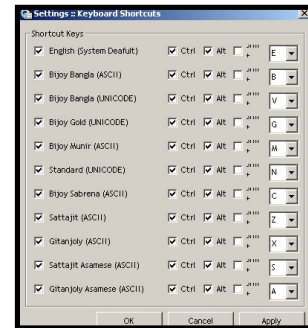 Settings :: Keyboard Shortcuts
Shortcut Keys
English (System Deafult) Ctrl Alt E
Bijoy Bangla (ASCII) Ctrl Alt B
Bijoy Bangla (UNICODE) Ctrl Alt V
Bijoy Gold (UNICODE) Ctrl Alt G
Bijoy Munir (ASCII) Ctrl Alt M
Standard (UNICODE) Ctrl Alt N
Bijoy Sabrena (ASCII) Ctrl Alt C
Sattajit (ASCII) Ctrl Alt Z
Gitanjoly (ASCII) Ctrl Alt X
Sattajit Asamese (ASCII) Ctrl Alt S
Gitanjoly Asamese (ASCII) Ctrl Alt A
OK Cancel Apply